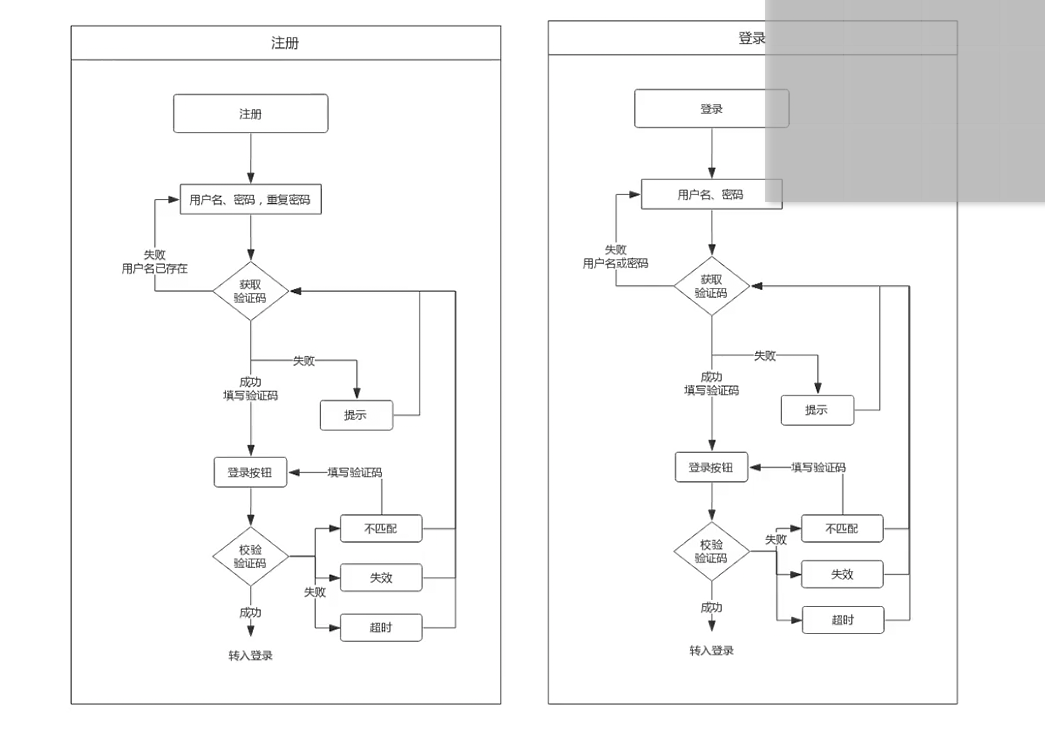 注册
注册
用户名、密码，重复密码
失败
用户名已存在
获取
验证码
失败
成功
填写验证码
提示
登录按钮
填写验证码
不匹配
校验
验证码
失效
失败
成功
超时
转入登录
登录
登录
用户名、密码
失败
用户名或密码
获取
验证码
失败
成功
填写验证码
提示
登录按钮
填写验证码
不匹配
失败
校验
验证码
失效
成功
超时
转入登录